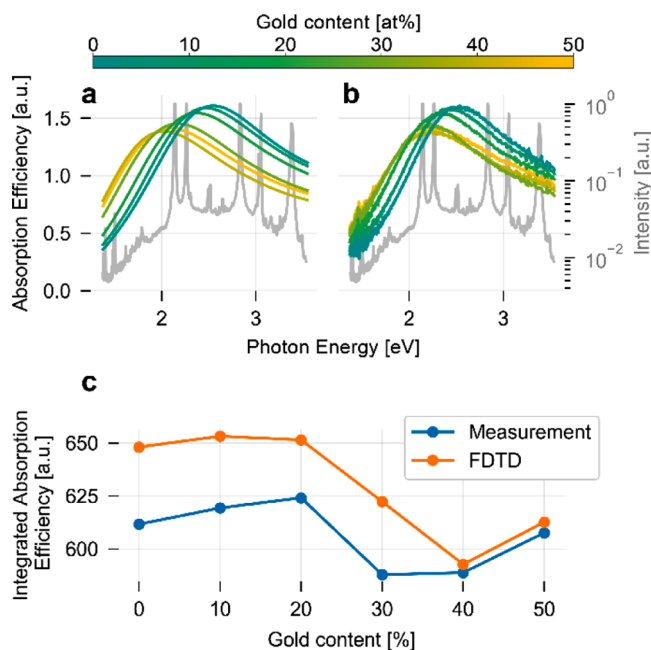 Gold content [at%]
0 10 20 30 40 50
a b
Absorption Efficiency [a.u.]
1.5
1.0
0.5
0.0
10^0
10^-1
10^-2
Intensity [a.u.]
2 3 2 3
Photon Energy [eV]
c
Integrated Absorption
Efficiency [a.u.]
650
625
600
Measurement
FDTD
0 10 20 30 40 50
Gold content [%]